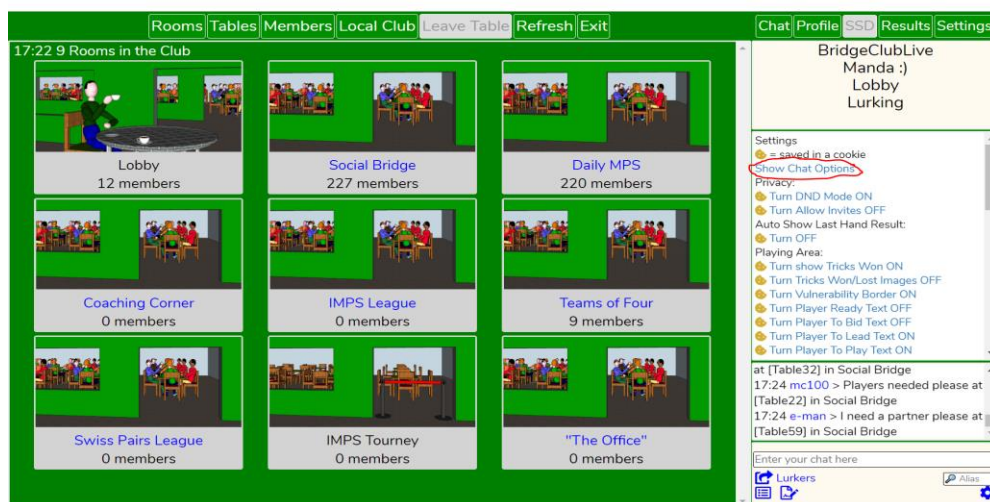 Rooms Tables Members Local Club Leave Table Refresh Exit
Chat Profile SSD Results Settings
17:22 9 Rooms in the Club
Lobby
12 members
Social Bridge
227 members
Daily MPS
220 members
Coaching Corner
0 members
IMPS League
0 members
Teams of Four
9 members
Swiss Pairs League
0 members
IMPS Tourney
0 members
"The Office"
0 members
BridgeClubLive
Manda :)
Lobby
Lurking
Settings
= saved in a cookie
Show Chat Options
Privacy:
Turn DND Mode ON
Turn Allow Invites OFF
Auto Show Last Hand Result:
Turn OFF
Playing Area:
Turn show Tricks Won ON
Turn Tricks Won/Lost Images OFF
Turn Vulnerability Border ON
Turn Player Ready Text OFF
Turn Player To Bid Text OFF
Turn Player To Lead Text ON
Turn Player To Play Text ON
at [Table32] in Social Bridge
17:24 mc100 > Players needed please at
[Table22] in Social Bridge
17:24 e-man > I need a partner please at
[Table59] in Social Bridge
Enter your chat here
Lurkers
Alias